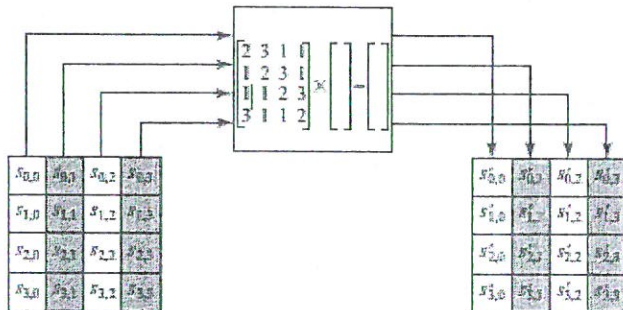 2 3 1 1
1 2 3 1
1 1 2 3
3 1 1 2
×
s0,0 s0,1 s0,2 s0,3
s1,0 s1,1 s1,2 s1,3
s2,0 s2,1 s2,2 s2,3
s3,0 s3,1 s3,2 s3,3
s'0,0 s'0,1 s'0,2 s'0,3
s'1,0 s'1,1 s'1,2 s'1,3
s'2,0 s'2,1 s'2,2 s'2,3
s'3,0 s'3,1 s'3,2 s'3,3